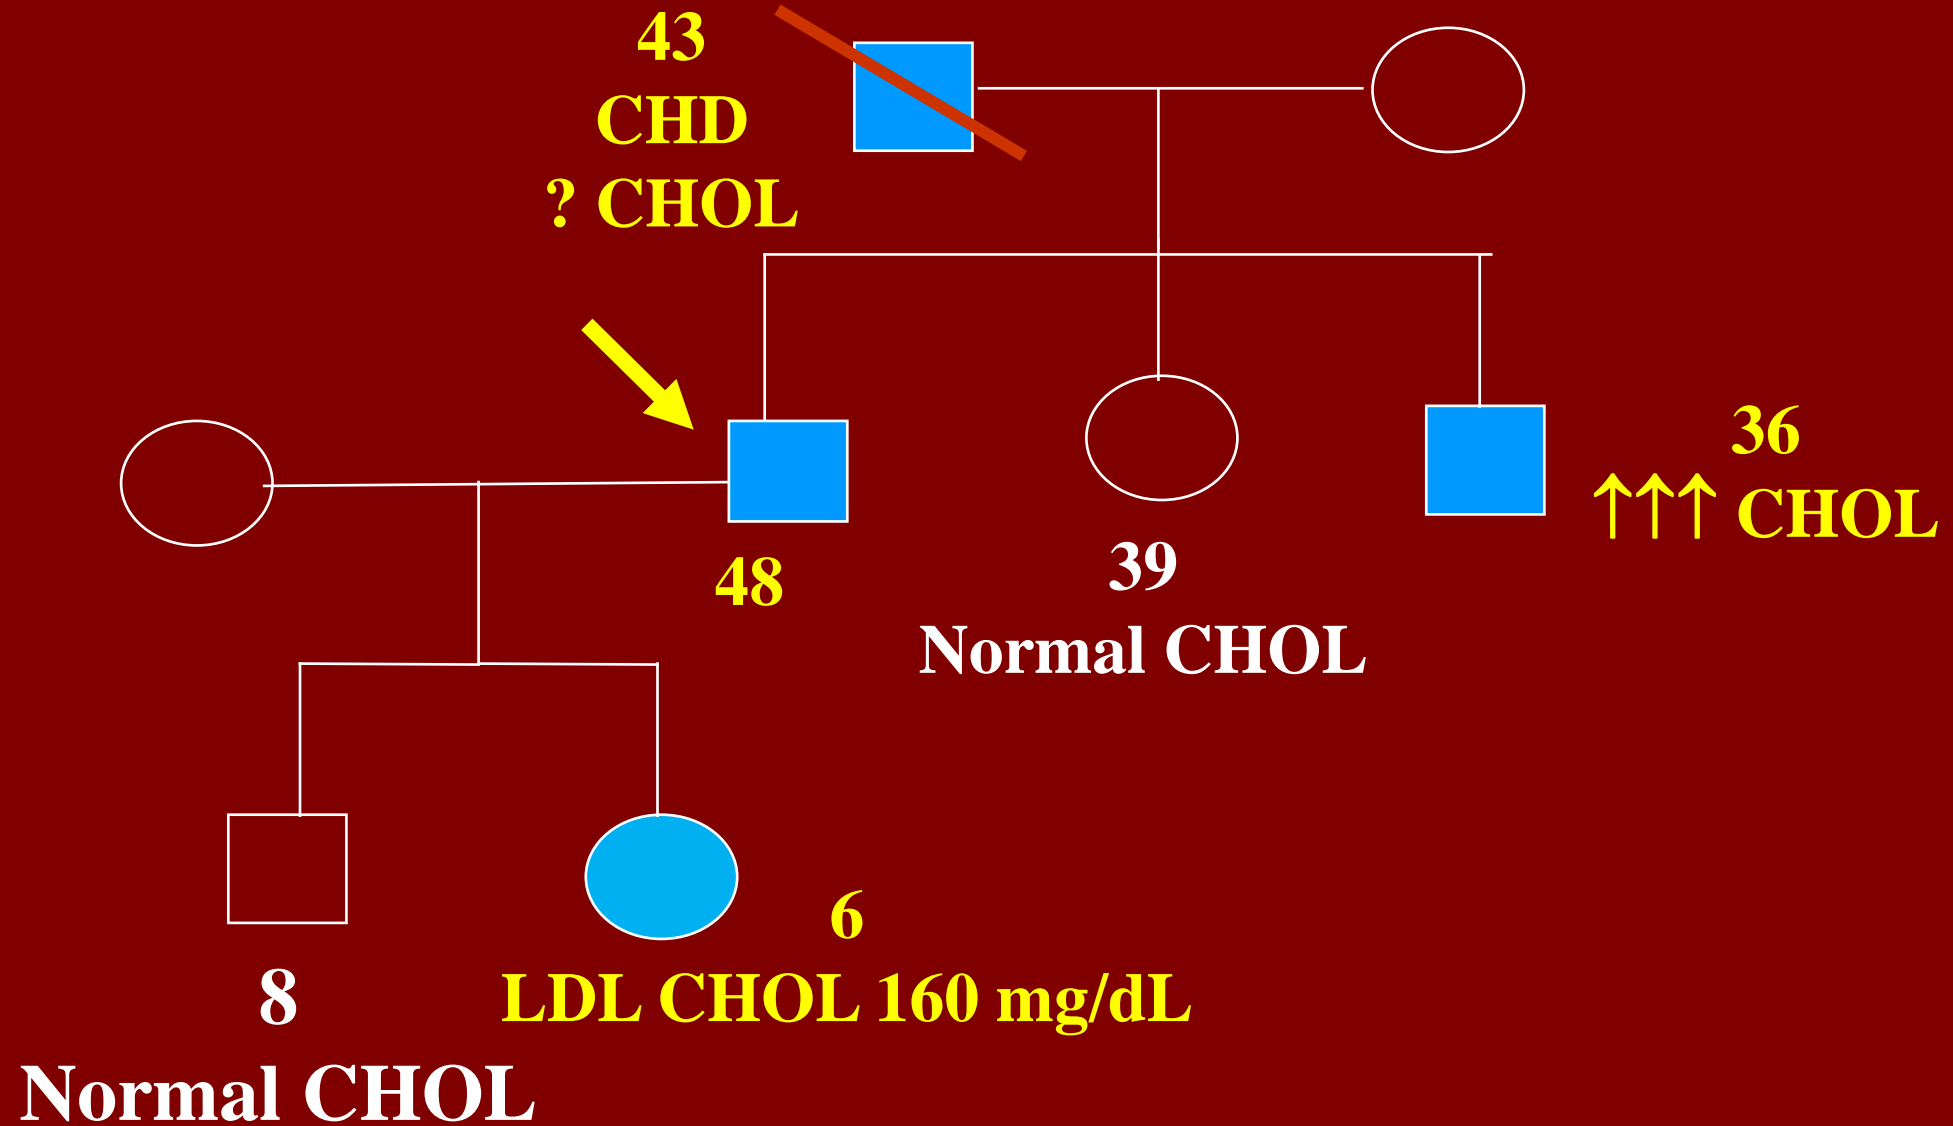 43
CHD
? CHOL
36
↑↑↑ CHOL
48
39
Normal CHOL
6
LDL CHOL 160 mg/dL
8
Normal CHOL